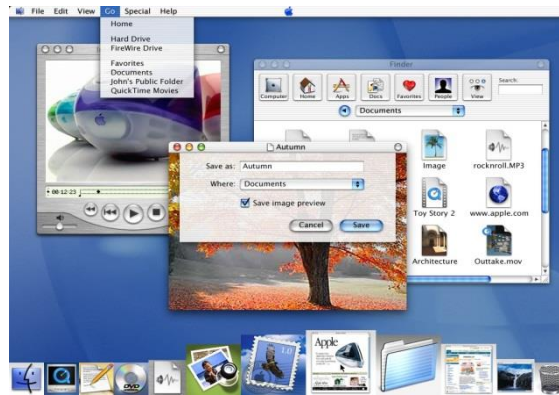 File Edit View Go Special Help
Home
Hard Drive
FireWire Drive
Favorites
Documents
John's Public Folder
QuickTime Movies
00:12:23
Finder
Computer Home Apps Docs Favorites People View Search:
Documents
Image
rocknroll.MP3
Toy Story 2
www.apple.com
Architecture
Outtake.mov
Autumn
Save as: Autumn
Where: Documents
Save image preview
Cancel Save
1.0
Apple